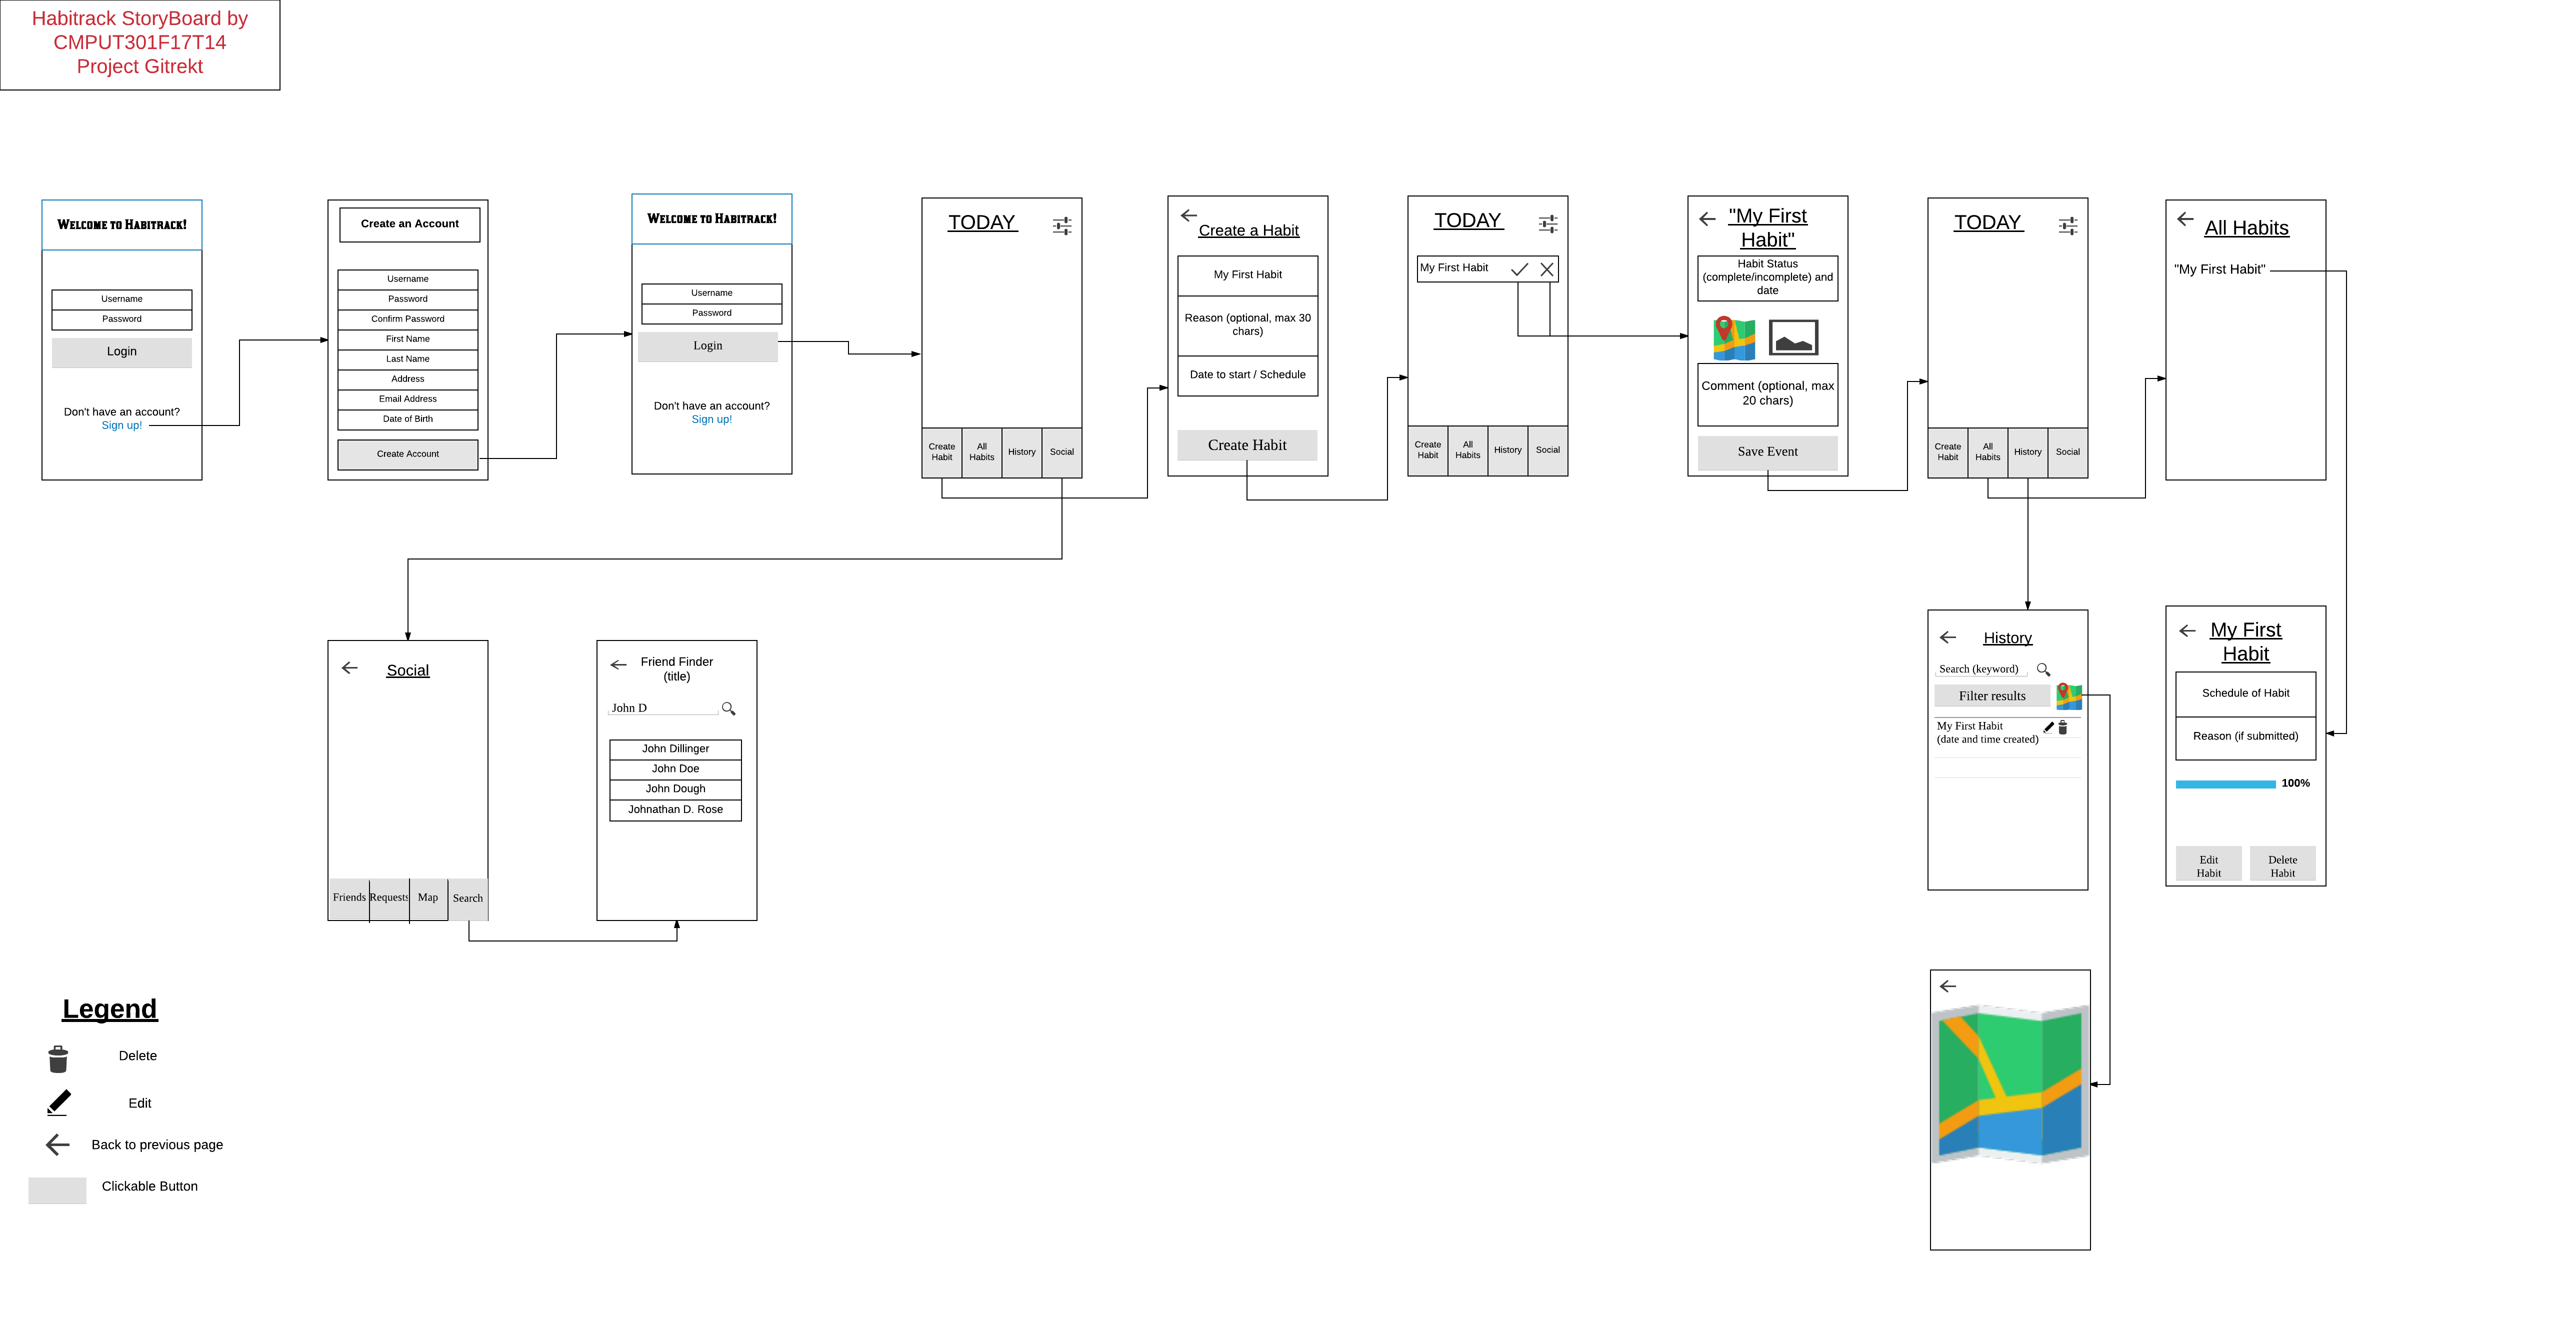 Habitrack StoryBoard by
CMPUT301F17T14
Project Gitrekt
Welcome to Habitrack!
Username
Password
Login
Don't have an account?
Sign up!
Create an Account
Username
Password
Confirm Password
First Name
Last Name
Address
Email Address
Date of Birth
Create Account
Welcome to Habitrack!
Username
Password
Login
Don't have an account?
Sign up!
TODAY
Create
Habit
All
Habits
History
Social
Create a Habit
My First Habit
Reason (optional, max 30
chars)
Date to start / Schedule
Create Habit
TODAY
My First Habit
Create
Habit
All
Habits
History
Social
"My First
Habit"
Habit Status
(complete/incomplete) and
date
Comment (optional, max
20 chars)
Save Event
TODAY
Create
Habit
All
Habits
History
Social
All Habits
"My First Habit"
Social
Friends
Requests
Map
Search
Friend Finder
(title)
John D
John Dillinger
John Doe
John Dough
Johnathan D. Rose
History
Search (keyword)
Filter results
My First Habit
(date and time created)
My First
Habit
Schedule of Habit
Reason (if submitted)
100%
Edit
Habit
Delete
Habit
Legend
Delete
Edit
Back to previous page
Clickable Button